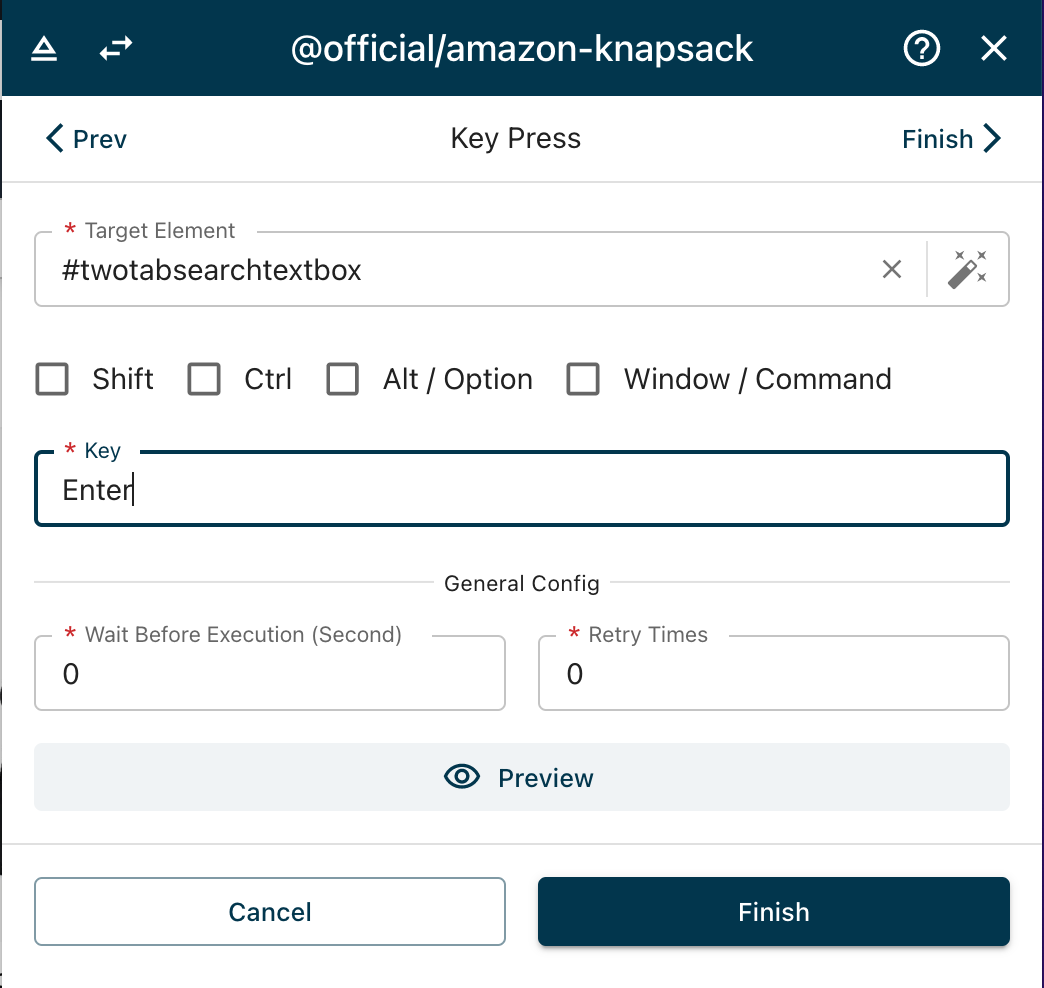 @official/amazon-knapsack
Prev
Key Press
Finish
* Target Element
#twotabsearchtextbox
Shift Ctrl Alt / Option Window / Command
* Key
Enter
General Config
* Wait Before Execution (Second) * Retry Times
0 0
Preview
Cancel Finish